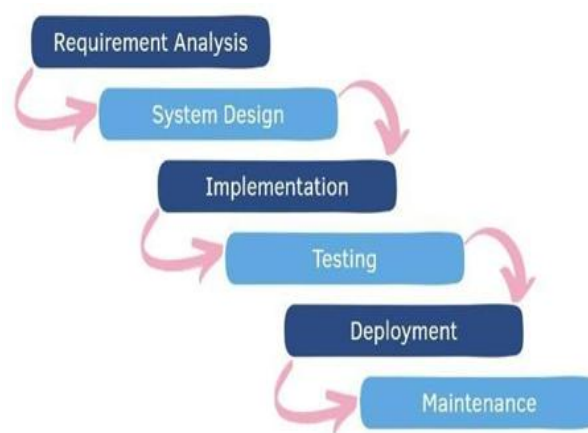 Requirement Analysis
System Design
Implementation
Testing
Deployment
Maintenance